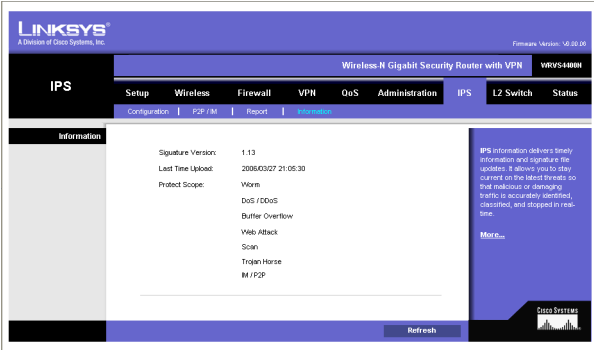 LINKSYS®
A Division of Cisco Systems, Inc.
Firmware Version: V0.00.08
Wireless-N Gigabit Security Router with VPN WRVS4400N
IPS
Setup Wireless Firewall VPN QoS Administration IPS L2 Switch Status
Configuration | P2P / IM | Report | Information
Information
Siguature Version: 1.13
Last Time Upload: 2006/03/27 21:05:30
Protect Scope: Worm
DoS / DDoS
Buffer Overflow
Web Attack
Scan
Trojan Horse
IM / P2P
IPS information delivers timely
information and signature file
updates. It allows you to stay
current on the latest threats so
that malicious or damaging
traffic is accurately identified,
classified, and stopped in real-
time.
More...
Refresh
CISCO SYSTEMS